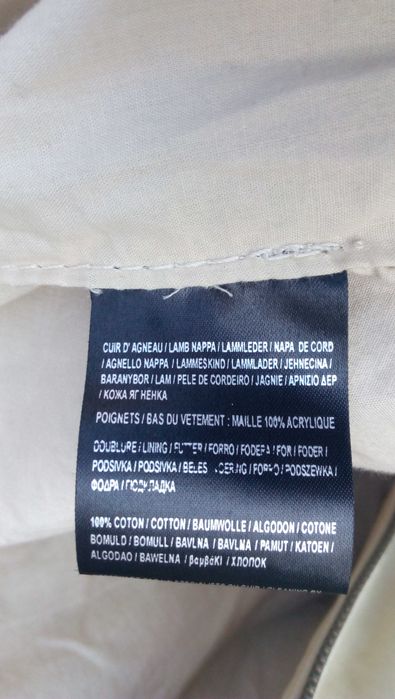 CUIR D' AGNEAU / LAMB NAPPA / LAMMLEDER / NAPA DE CORD
/ AGNELLO NAPPA / LAMMESKIND / LAMMLADER / JEHNECINA /
BARANYBOR / LAM / PELE DE CORDEIRO / JAGNIE / ΑΡΝΙΣΙΟ ΔΕΡ
/ КОЖА ЯГНЕНКА
POIGNETS / BAS DU VETEMENT : MAILLE 100% ACRYLIQUE
DOUBLURE / LINING / FUTTER / FORRO / FODERA / FOR / FODER /
PODSIVKA / PODSIVKA / BELES / FORRO / PODSZEWKA /
ΦΟΔΡΑ / ПОДКЛАДКА
100% COTON / COTTON / BAUMWOLLE / ALGODON / COTONE
BOMULD / BOMULL / BAVLNA / BAVLNA / PAMUT / KATOEN /
ALGODAO / BAWELNA / βαμβάκι / ХЛОПОК